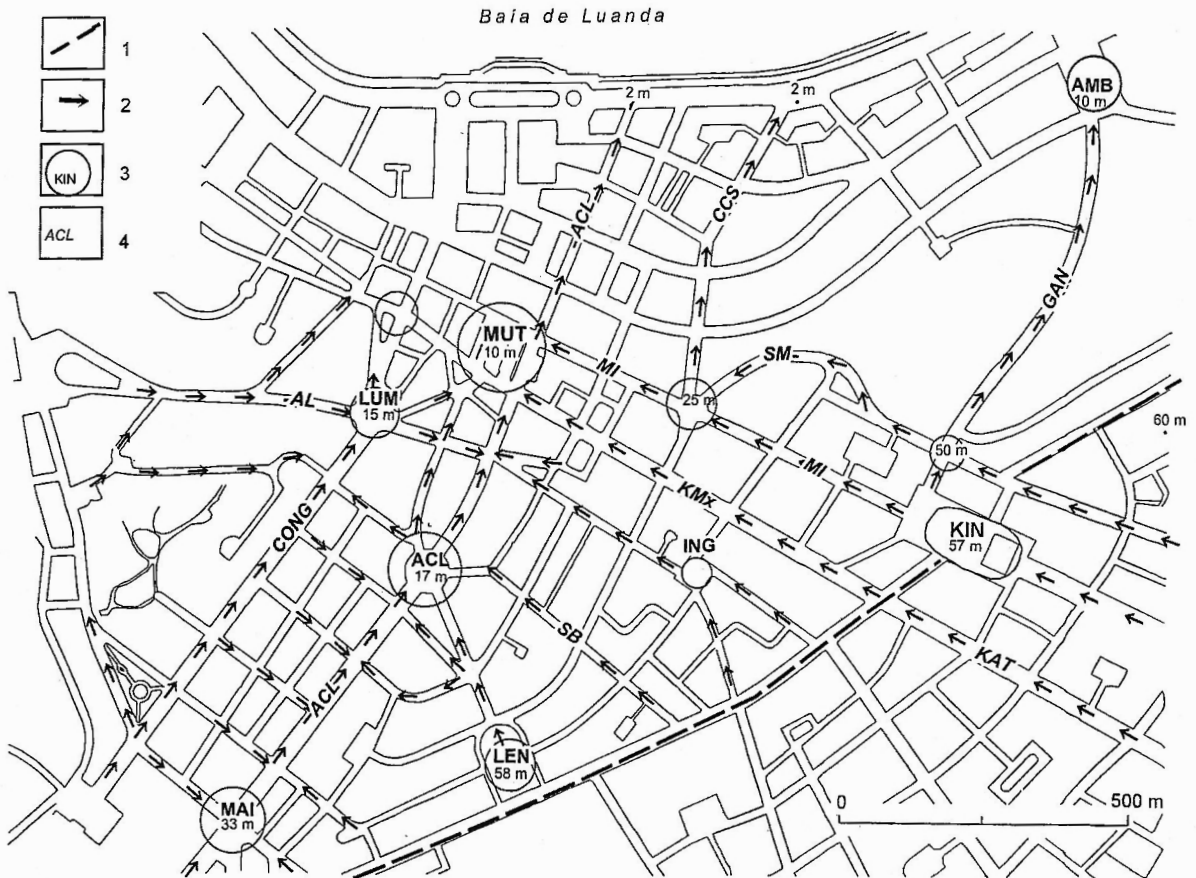 Baía de Luanda
1
2
KIN
3
ACL
4
AMB
10 m
2 m
2 m
ACL
CCS
GAN
MUT
10 m
MI
SM
AL
LUM
15 m
25 m
60 m
50 m
MI
KMx
CONG
KIN
57 m
ING
ACL
17 m
SB
KAT
ACL
LEN
58 m
MAI
33 m
0
500 m